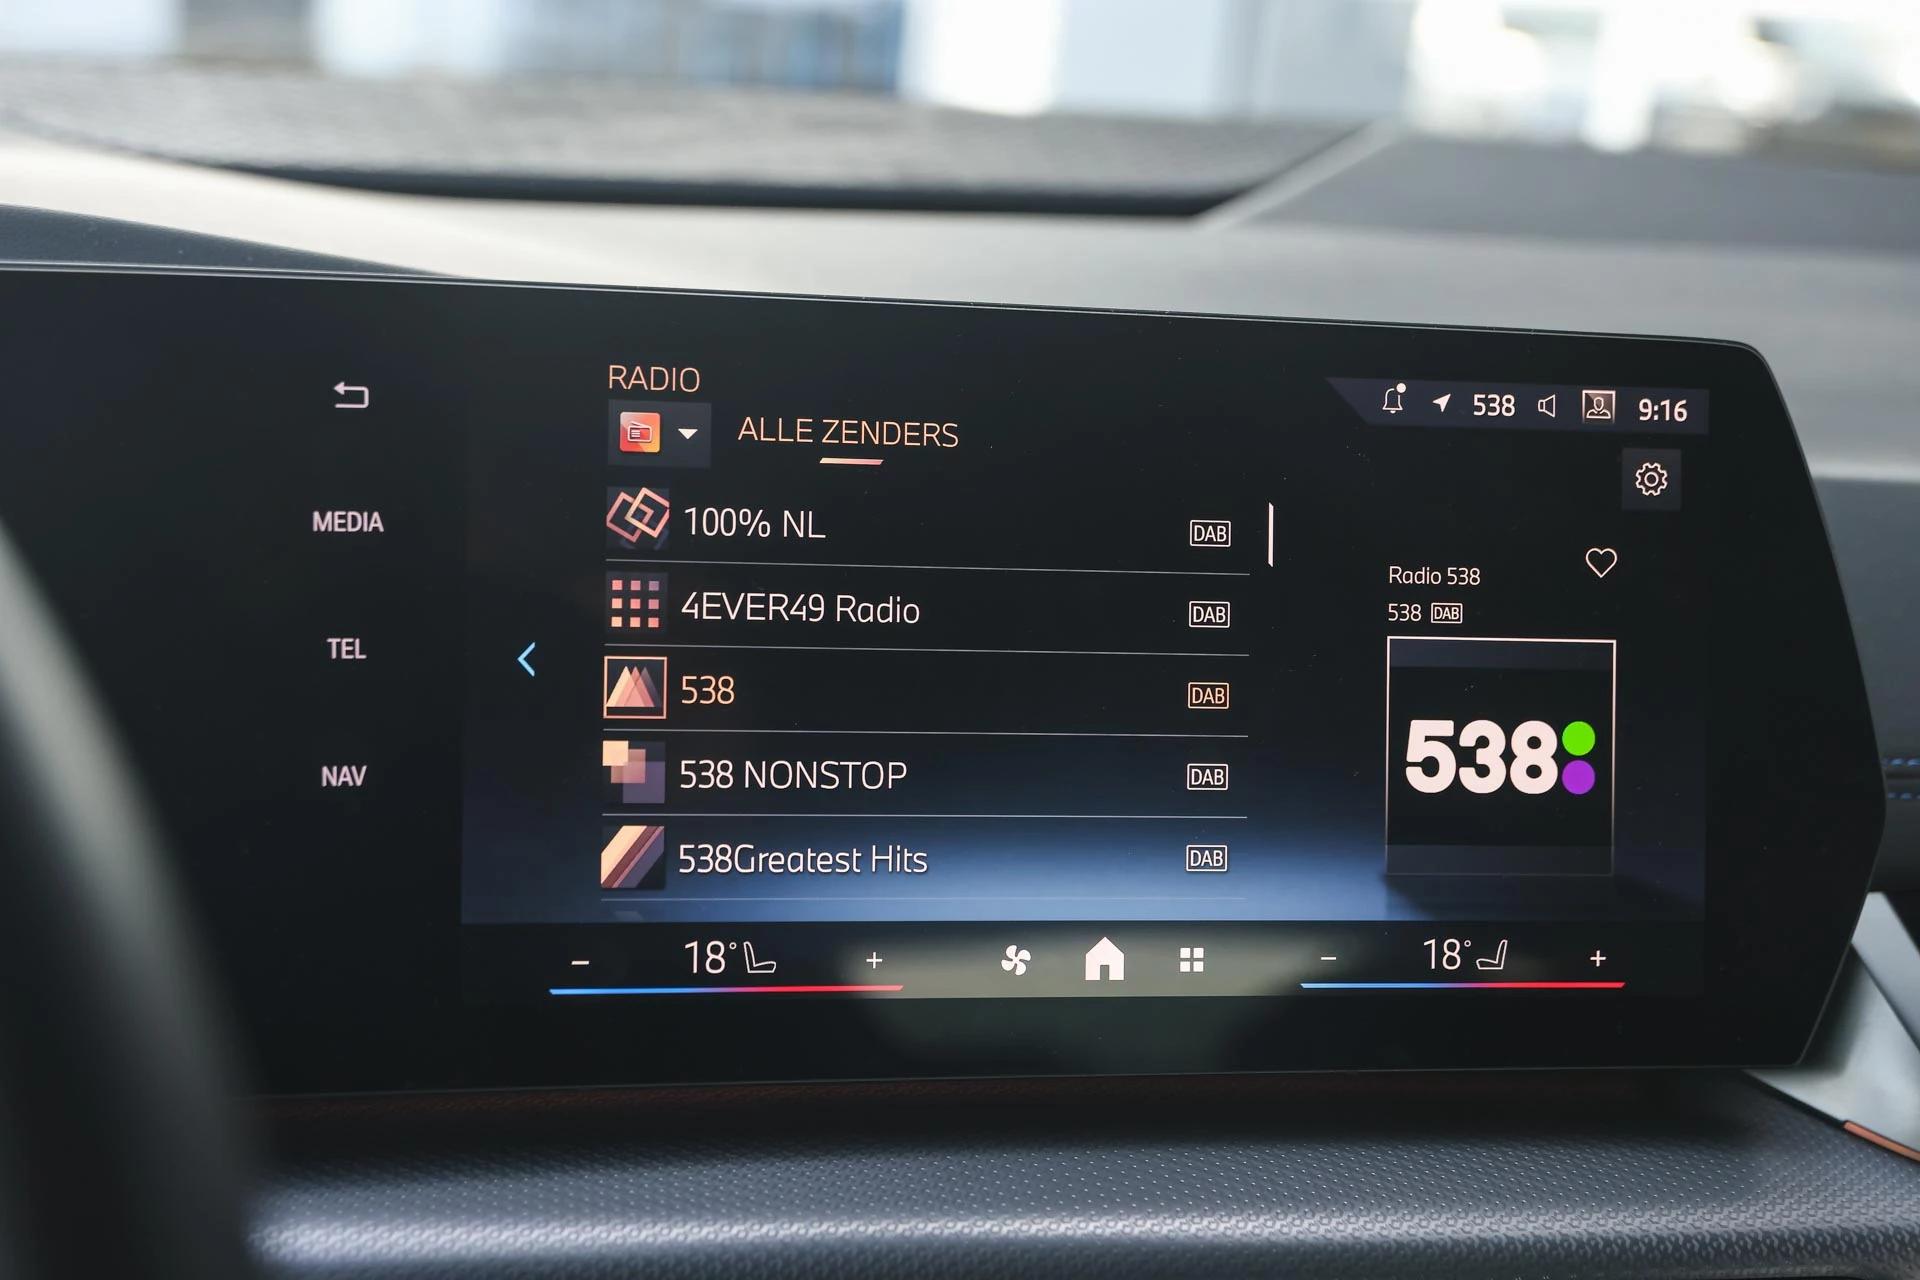 RADIO
ALLE ZENDERS
538
9:16
MEDIA
TEL
NAV
100% NL DAB
4EVER49 Radio DAB
538 DAB
538 NONSTOP DAB
538Greatest Hits DAB
Radio 538
538 DAB
538
− 18° +
− 18° +